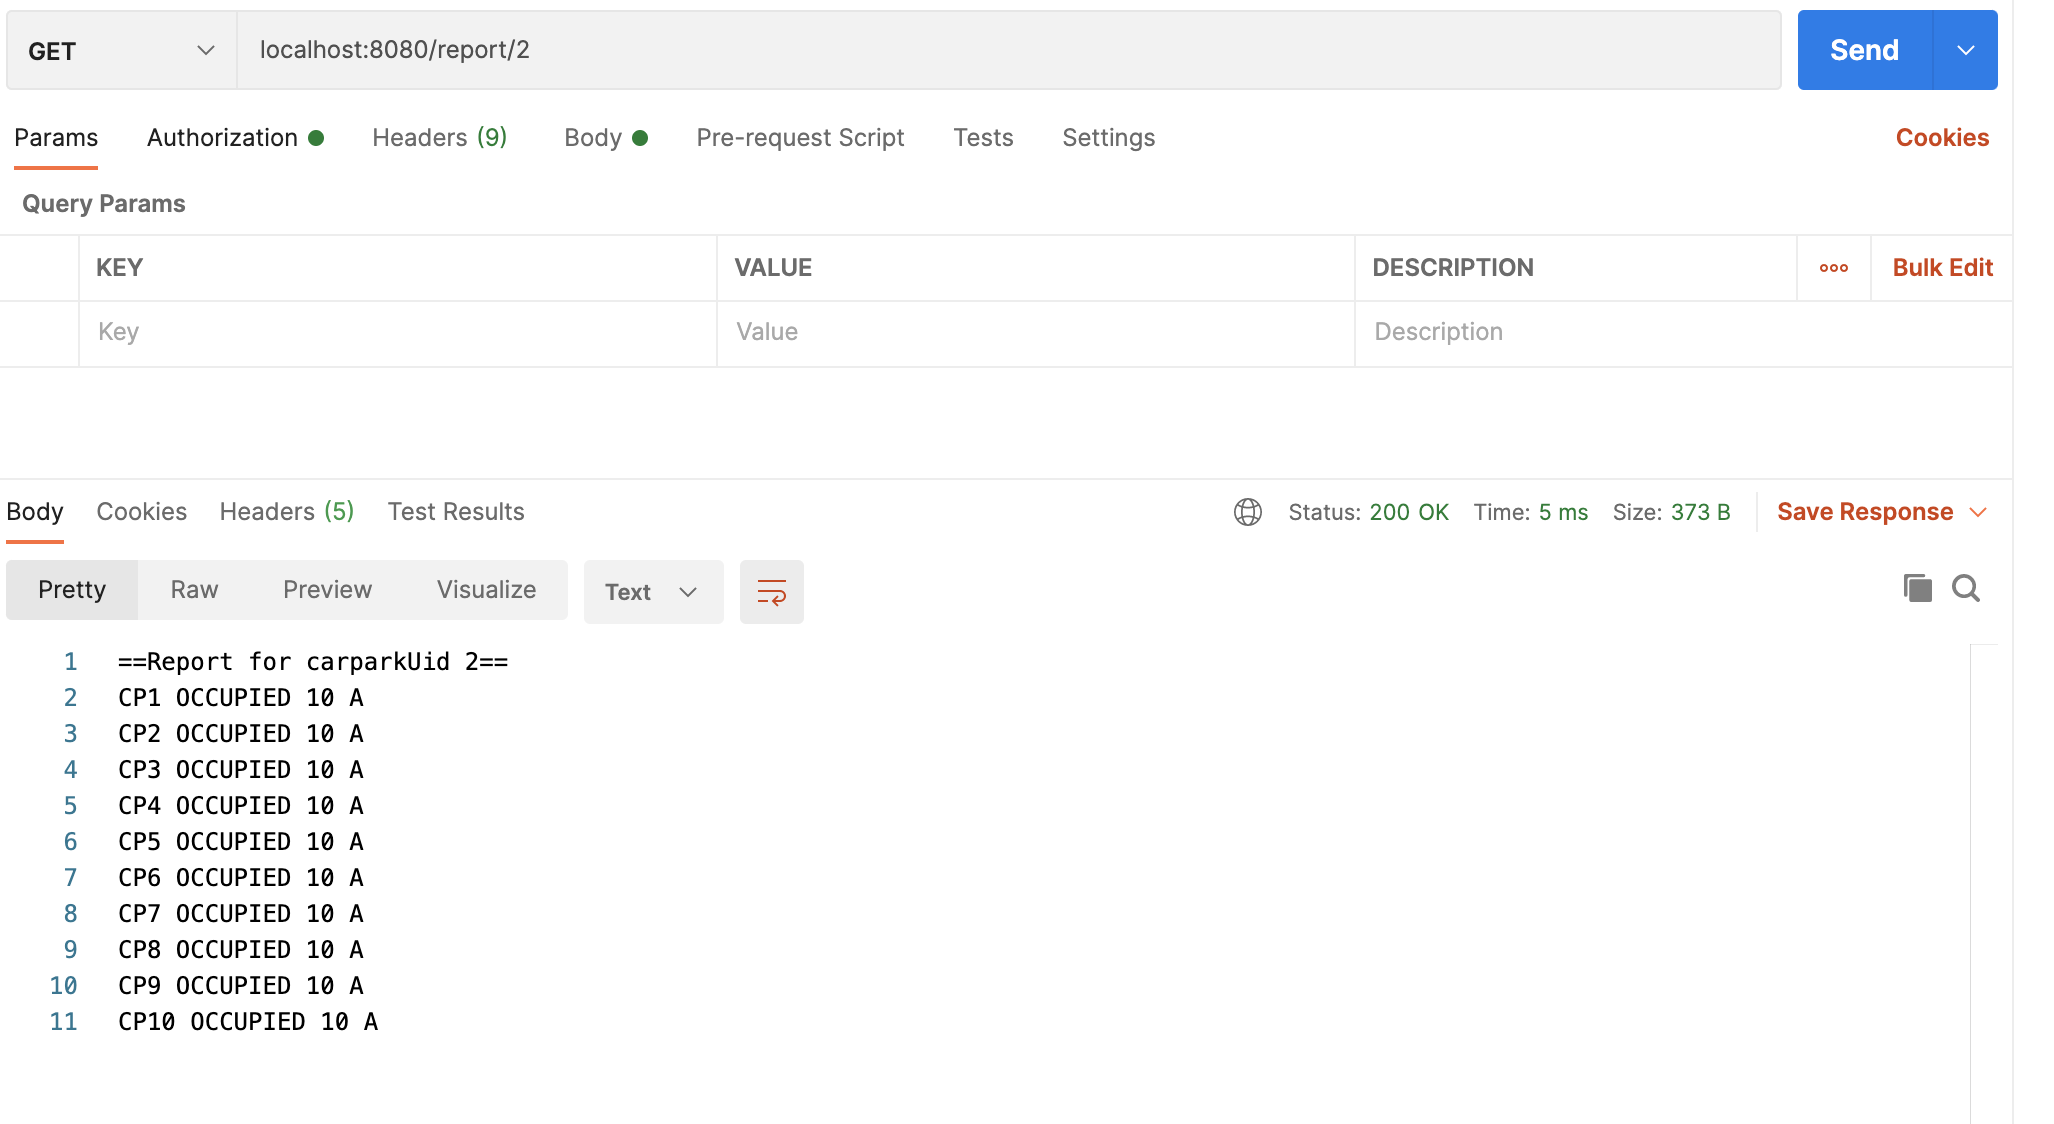 GET localhost:8080/report/2 Send
Params Authorization Headers (9) Body Pre-request Script Tests Settings Cookies
Query Params
KEY VALUE DESCRIPTION Bulk Edit
Key Value Description
Body Cookies Headers (5) Test Results Status: 200 OK Time: 5 ms Size: 373 B Save Response
Pretty Raw Preview Visualize Text
1 ==Report for carparkUid 2==
2 CP1 OCCUPIED 10 A
3 CP2 OCCUPIED 10 A
4 CP3 OCCUPIED 10 A
5 CP4 OCCUPIED 10 A
6 CP5 OCCUPIED 10 A
7 CP6 OCCUPIED 10 A
8 CP7 OCCUPIED 10 A
9 CP8 OCCUPIED 10 A
10 CP9 OCCUPIED 10 A
11 CP10 OCCUPIED 10 A